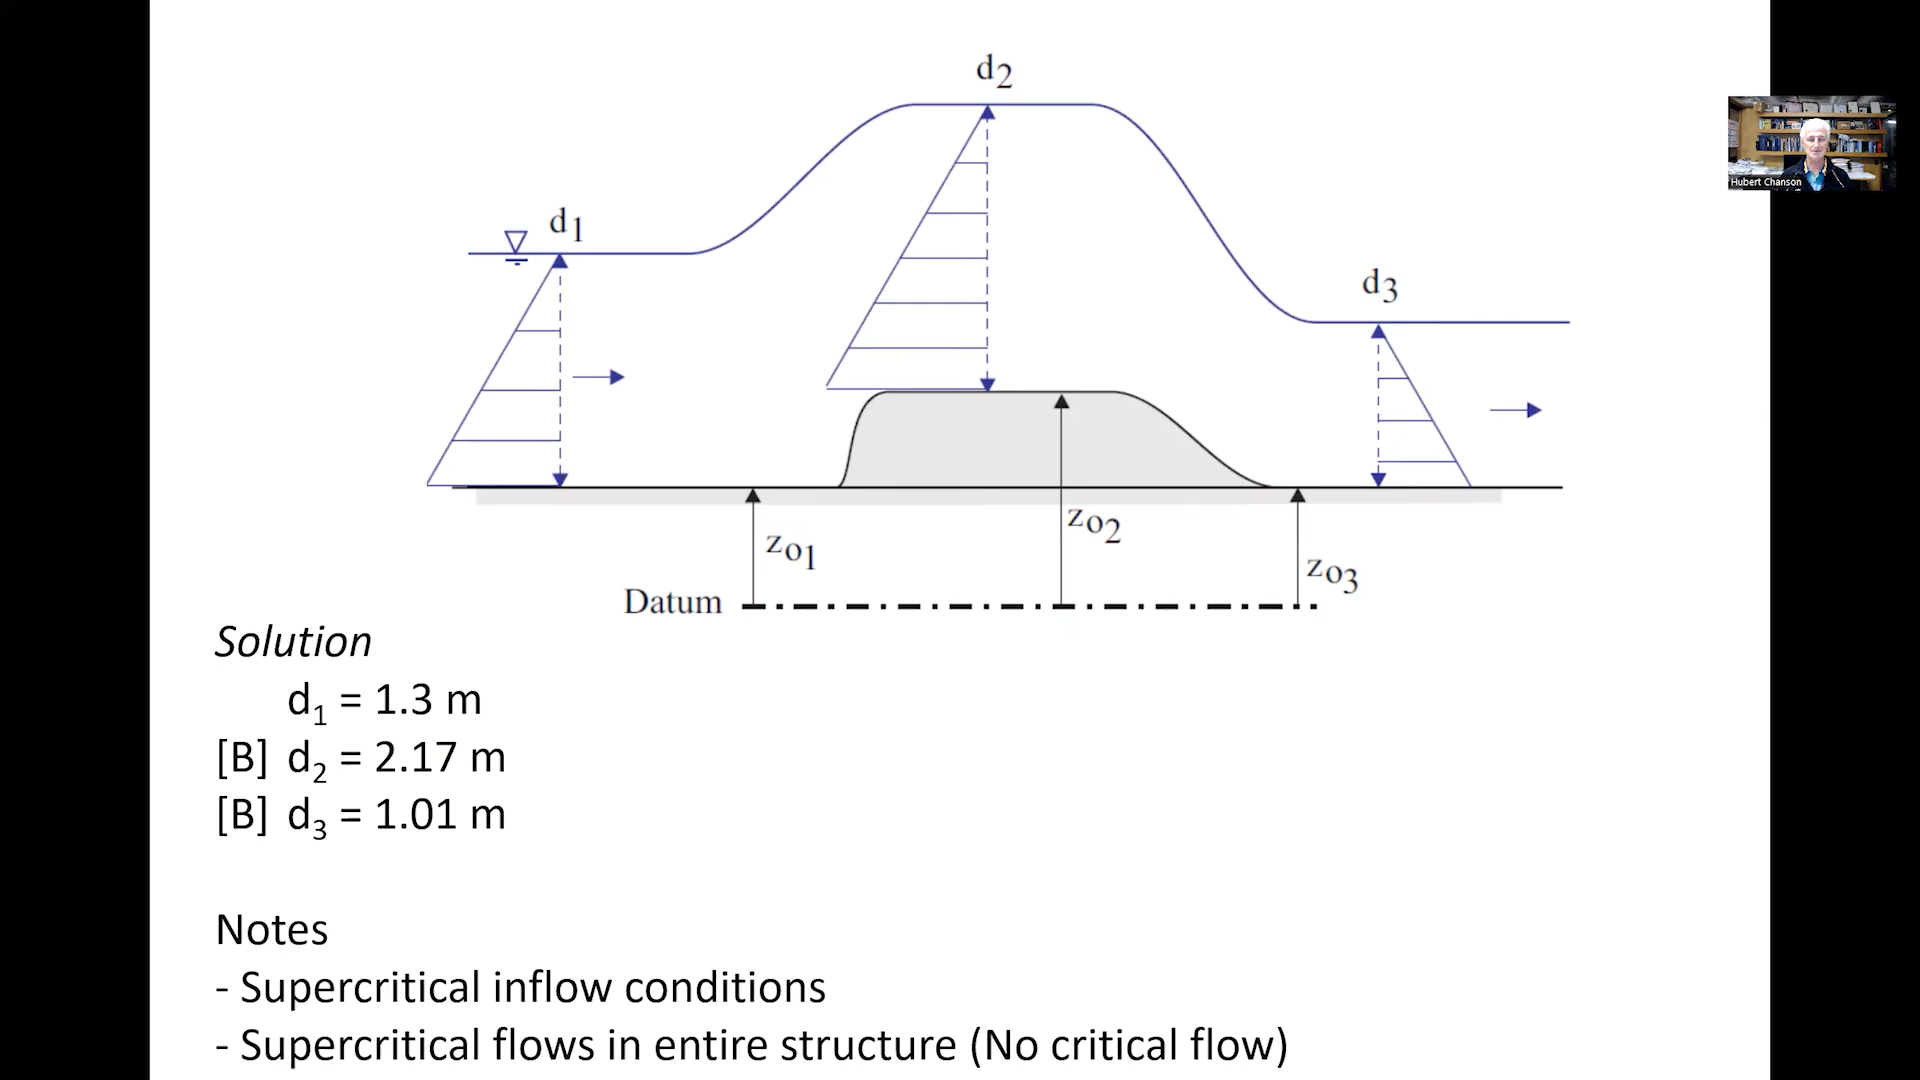 d2
d1
d3
Hubert Chanson
zo2
zo1
zo3
Datum
Solution
d1 = 1.3 m
[B] d2 = 2.17 m
[B] d3 = 1.01 m
Notes
- Supercritical inflow conditions
- Supercritical flows in entire structure (No critical flow)